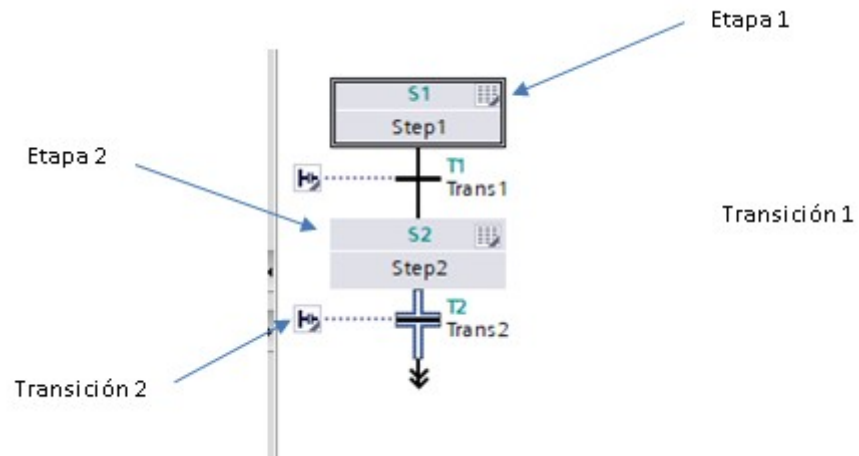 Etapa 1
S1
Step1
Etapa 2
T1
Trans1
Transición 1
S2
Step2
T2
Trans2
Transición 2